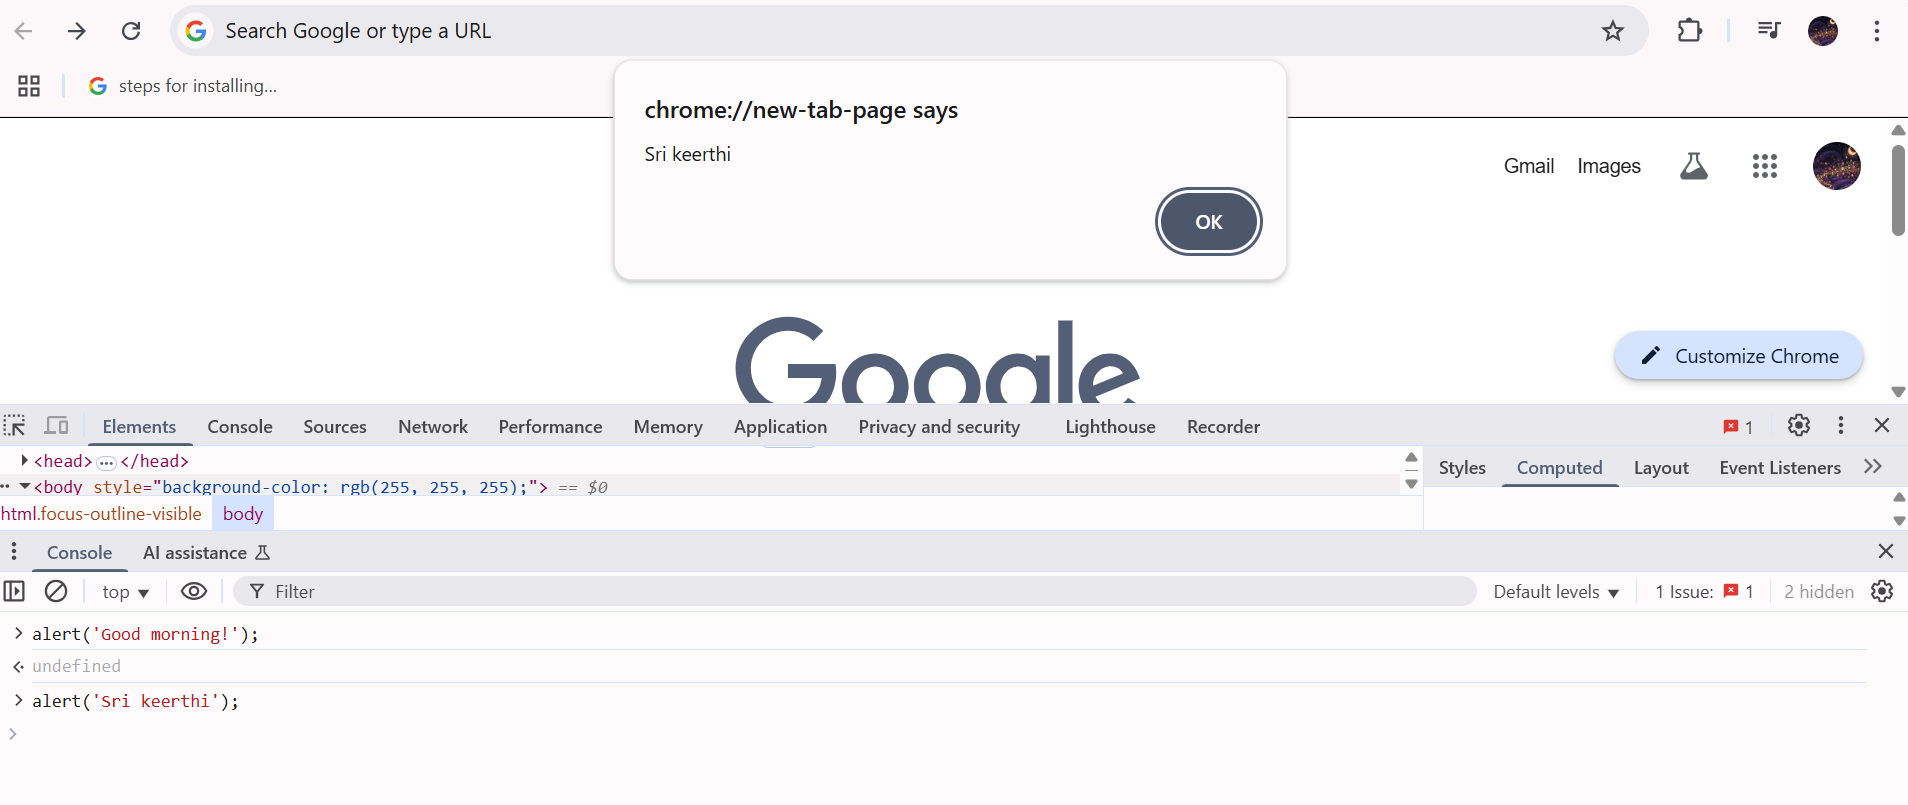 Search Google or type a URL
steps for installing...
chrome://new-tab-page says
Sri keerthi
OK
Gmail Images
Google
Customize Chrome
Elements Console Sources Network Performance Memory Application Privacy and security Lighthouse Recorder 1
<head>…</head>
<body style="background-color: rgb(255, 255, 255);"> == $0
html.focus-outline-visible body
Styles Computed Layout Event Listeners
Console AI assistance
top Filter Default levels 1 Issue: 1 2 hidden
alert('Good morning!');
undefined
alert('Sri keerthi');